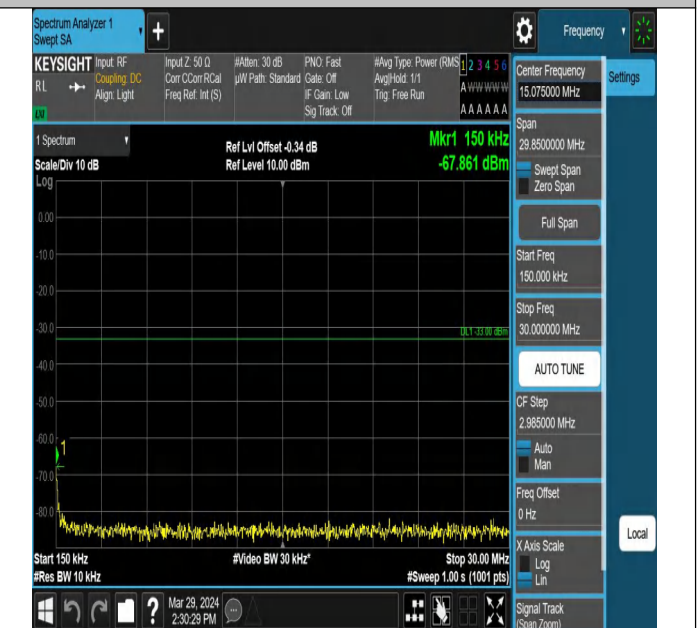 Spectrum Analyzer 1
Swept SA
+
Frequency
KEYSIGHT
RL
LXI
Input: RF
Coupling: DC
Align: Light
Input Z: 50 Ω
Corr CCorr RCal
Freq Ref: Int (S)
#Atten: 30 dB
µW Path: Standard
PNO: Fast
Gate: Off
IF Gain: Low
Sig Track: Off
#Avg Type: Power (RMS
Avg|Hold: 1/1
Trig: Free Run
1 2 3 4 5 6
A W W W W W
A A A A A A
1 Spectrum
Scale/Div 10 dB
Ref Lvl Offset -0.34 dB
Ref Level 10.00 dBm
Mkr1 150 kHz
-67.861 dBm
Log
0.00
-10.0
-20.0
-30.0
DL1 -33.00 dBm
-40.0
-50.0
-60.0
1
-70.0
-80.0
Start 150 kHz
#Video BW 30 kHz*
Stop 30.00 MHz
#Res BW 10 kHz
#Sweep 1.00 s (1001 pts)
?
Mar 29, 2024
2:30:29 PM
Center Frequency
15.075000 MHz
Settings
Span
29.8500000 MHz
Swept Span
Zero Span
Full Span
Start Freq
150.000 kHz
Stop Freq
30.000000 MHz
AUTO TUNE
CF Step
2.985000 MHz
Auto
Man
Freq Offset
0 Hz
Local
X Axis Scale
Log
Lin
Signal Track
(Span Zoom)